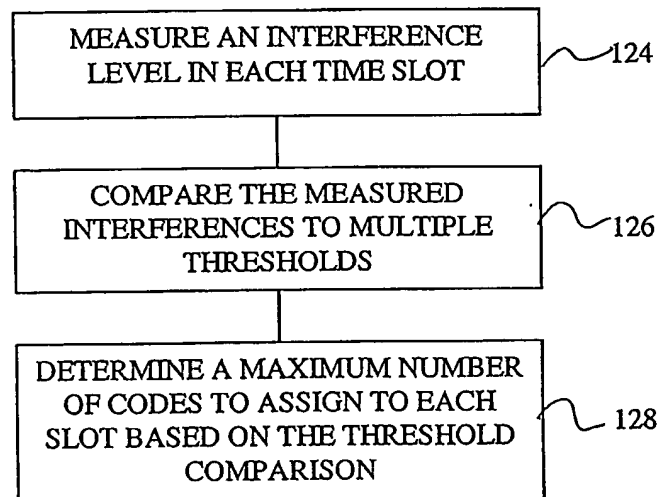 MEASURE AN INTERFERENCE
LEVEL IN EACH TIME SLOT
124
COMPARE THE MEASURED
INTERFERENCES TO MULTIPLE
THRESHOLDS
126
DETERMINE A MAXIMUM NUMBER
OF CODES TO ASSIGN TO EACH
SLOT BASED ON THE THRESHOLD
COMPARISON
128